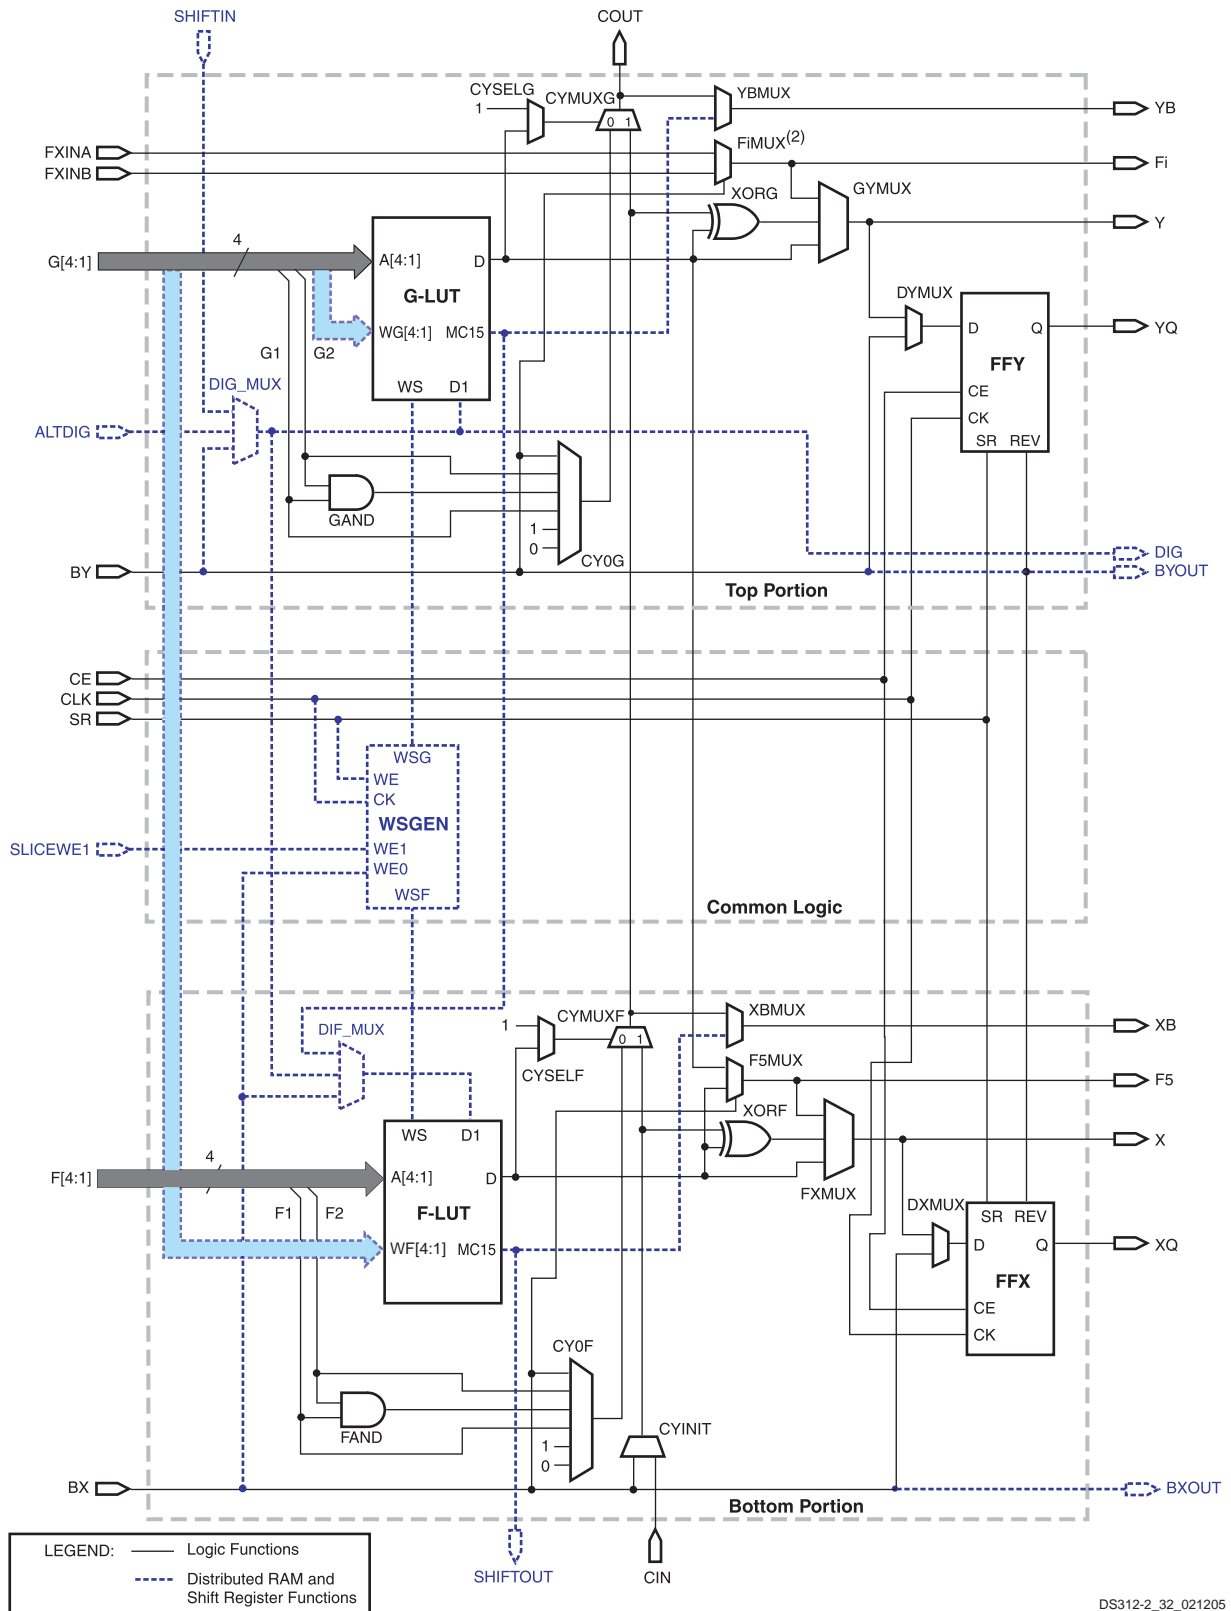 SHIFTIN
COUT
CYSELG
CYMUXG
YBMUX
1
0 1
YB
FXINA
FiMUX(2)
Fi
FXINB
XORG
GYMUX
Y
4
G[4:1]
A[4:1]
D
G-LUT
DYMUX
WG[4:1]
MC15
D
Q
YQ
G1
G2
FFY
DIG_MUX
WS
D1
CE
CK
ALTDIG
SR
REV
GAND
1
0
CY0G
DIG
BY
BYOUT
Top Portion
CE
CLK
SR
WSG
WE
CK
WSGEN
SLICEWE1
WE1
WE0
WSF
Common Logic
XBMUX
CYMUXF
1
XB
DIF_MUX
0 1
CYSELF
F5MUX
F5
XORF
WS
D1
X
4
F[4:1]
A[4:1]
D
FXMUX
F1
F2
F-LUT
DXMUX
SR
REV
WF[4:1]
MC15
D
Q
XQ
FFX
CE
CK
CY0F
FAND
1
0
CYINIT
BX
BXOUT
Bottom Portion
LEGEND:
Logic Functions
Distributed RAM and
Shift Register Functions
SHIFTOUT
CIN
DS312-2_32_021205